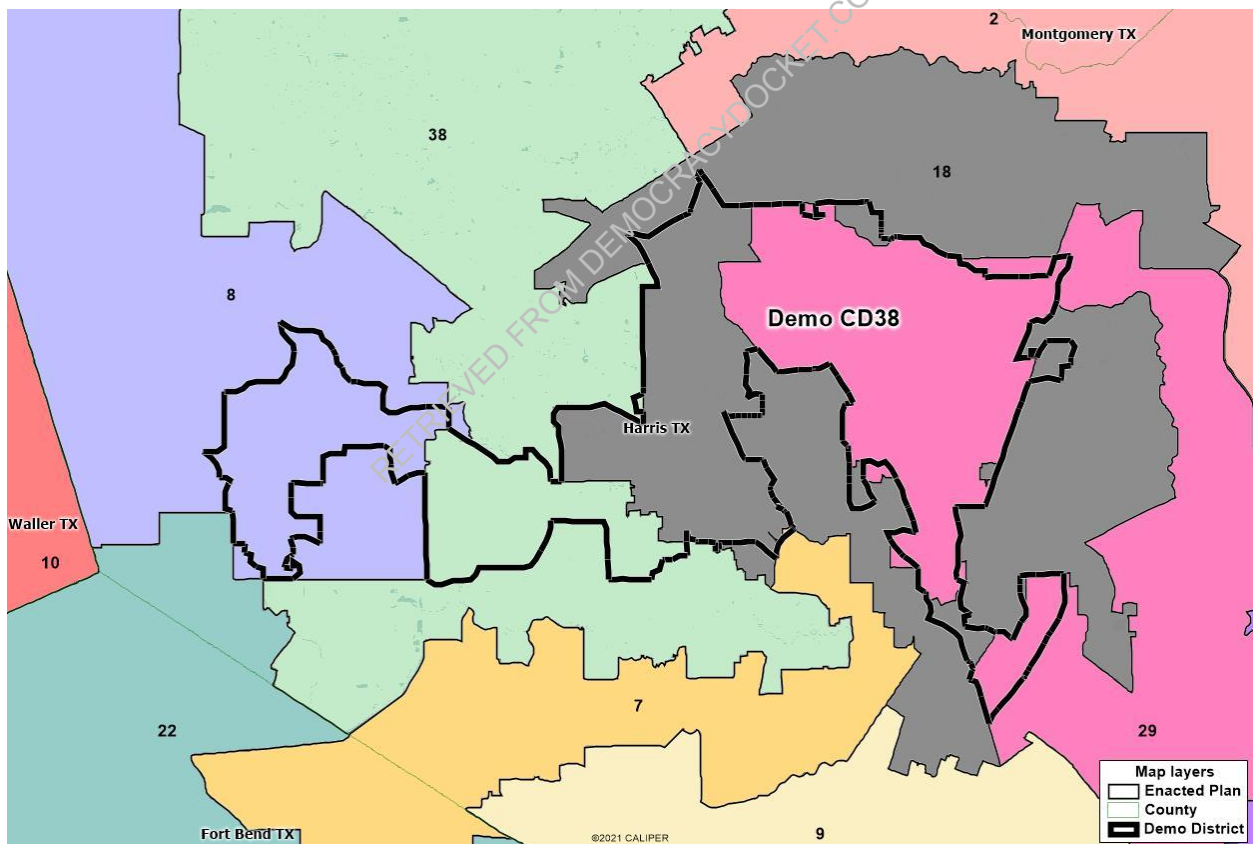 2
Montgomery TX
38
18
8
Demo CD38
RETRIEVED FROM DEMOCRACYDOCKET.CO
Harris TX
Waller TX
10
7
22
29
Fort Bend TX
9
©2021 CALIPER
Map layers
Enacted Plan
County
Demo District